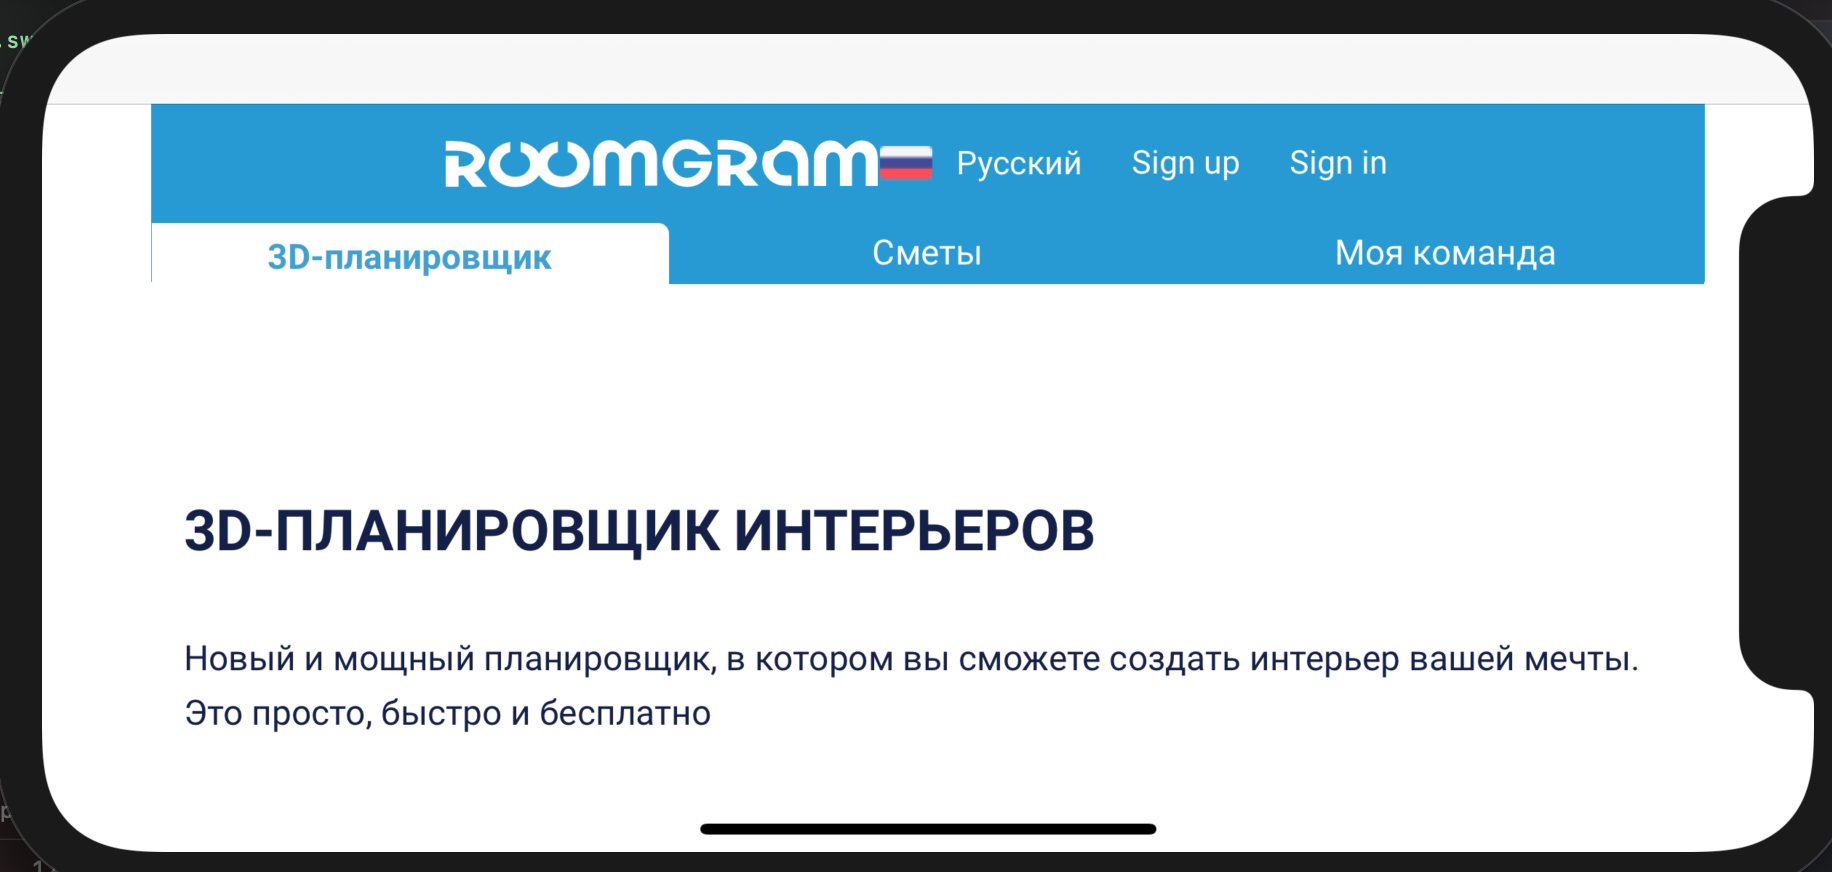 ROOMGRAM Русский Sign up Sign in
3D-планировщик Сметы Моя команда
3D-ПЛАНИРОВЩИК ИНТЕРЬЕРОВ
Новый и мощный планировщик, в котором вы сможете создать интерьер вашей мечты.
Это просто, быстро и бесплатно